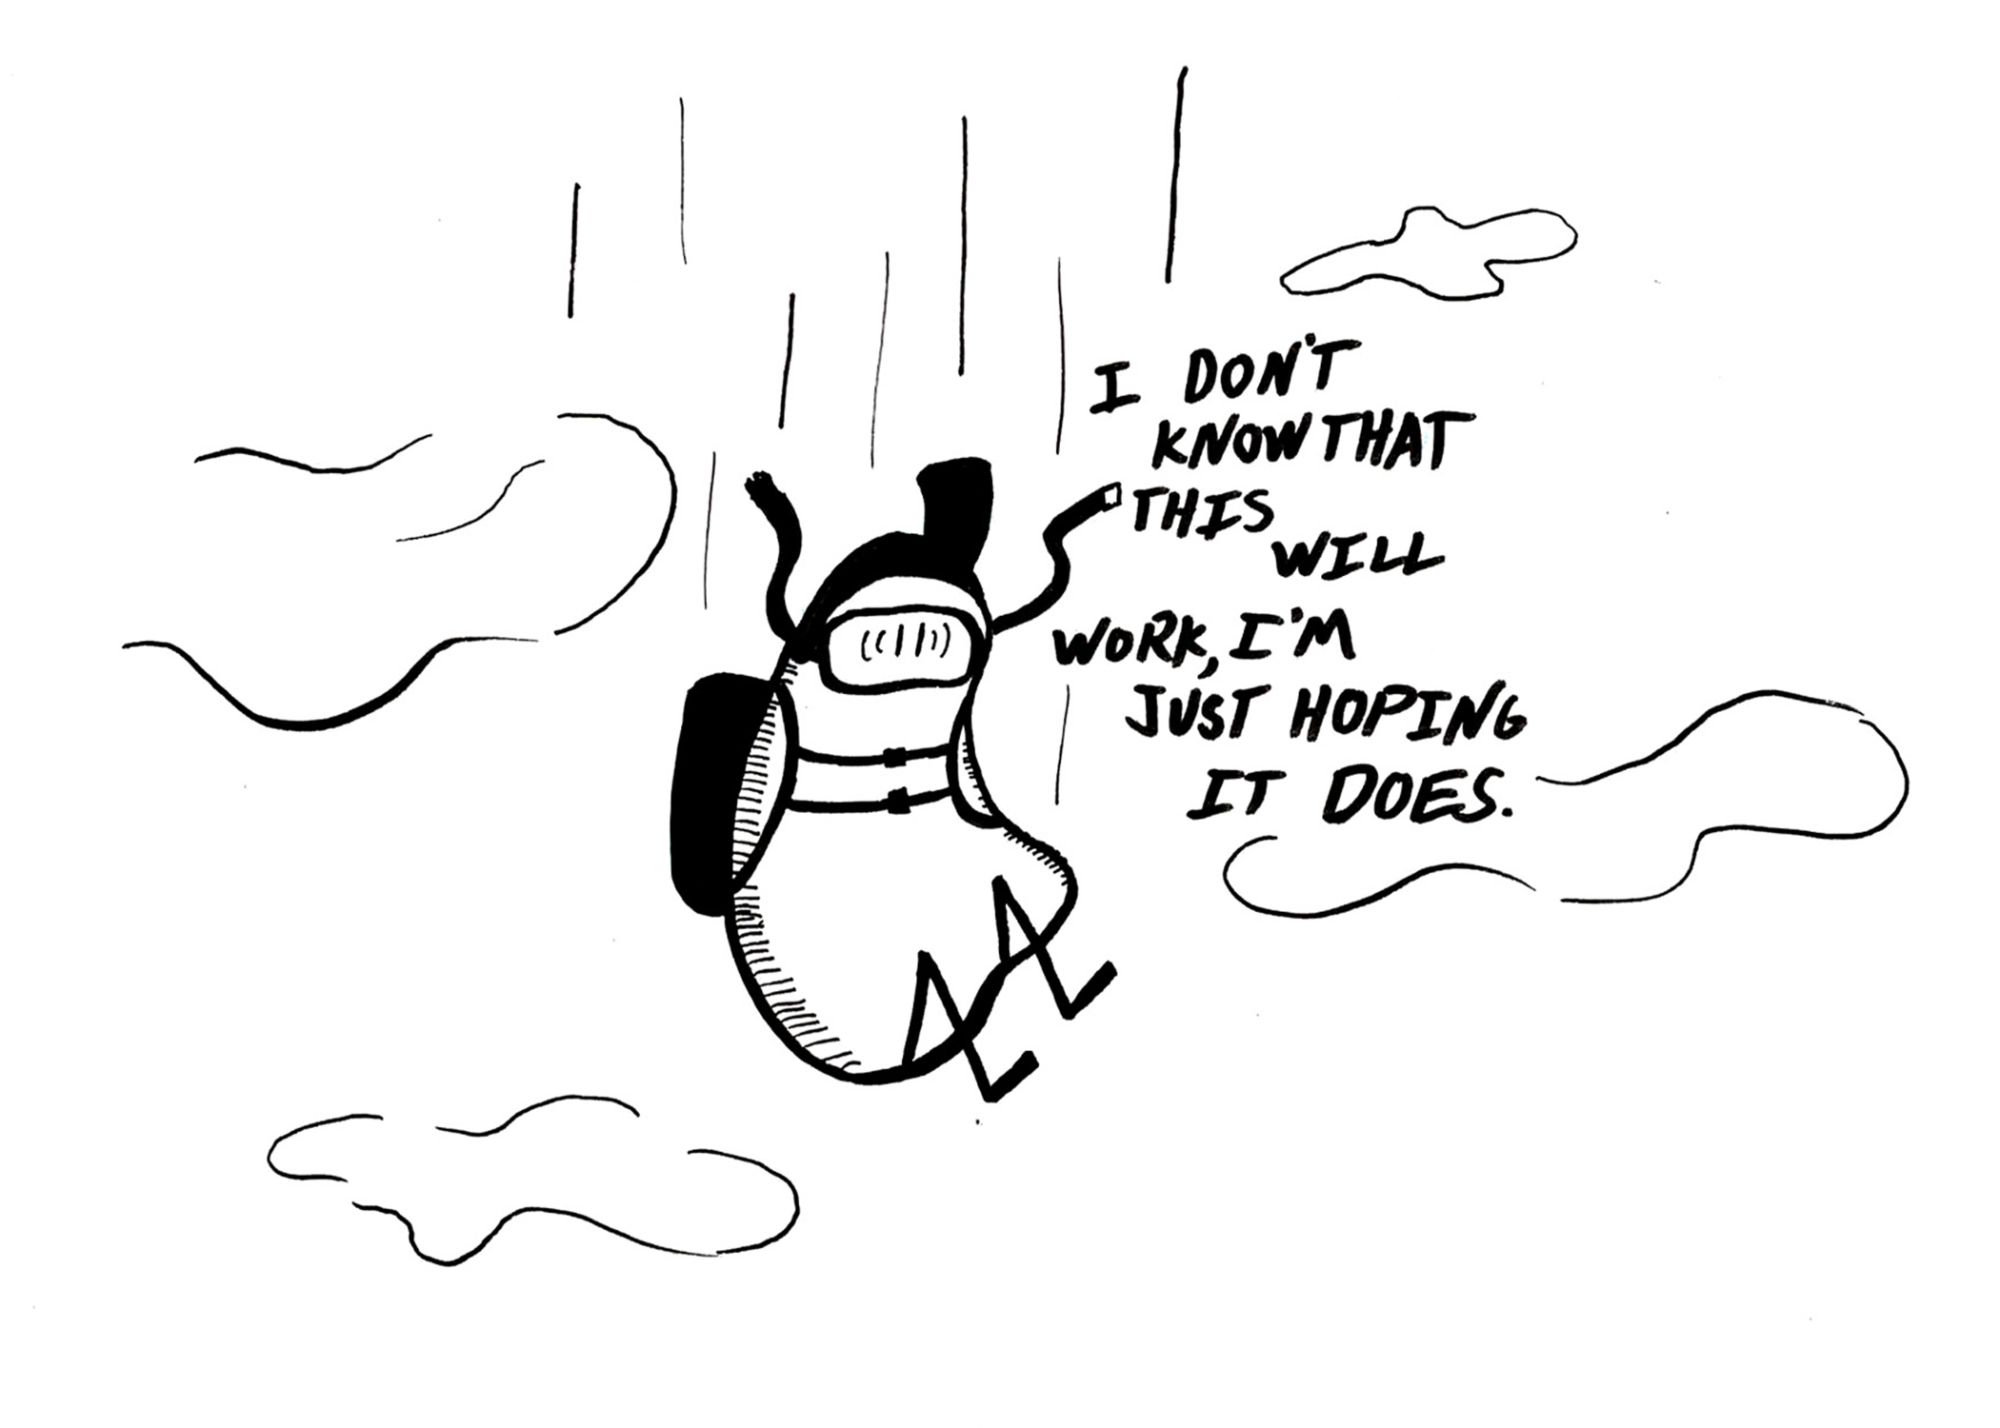 I DON'T
KNOW THAT
THIS
WILL
WORK, I'M
JUST HOPING
IT DOES.